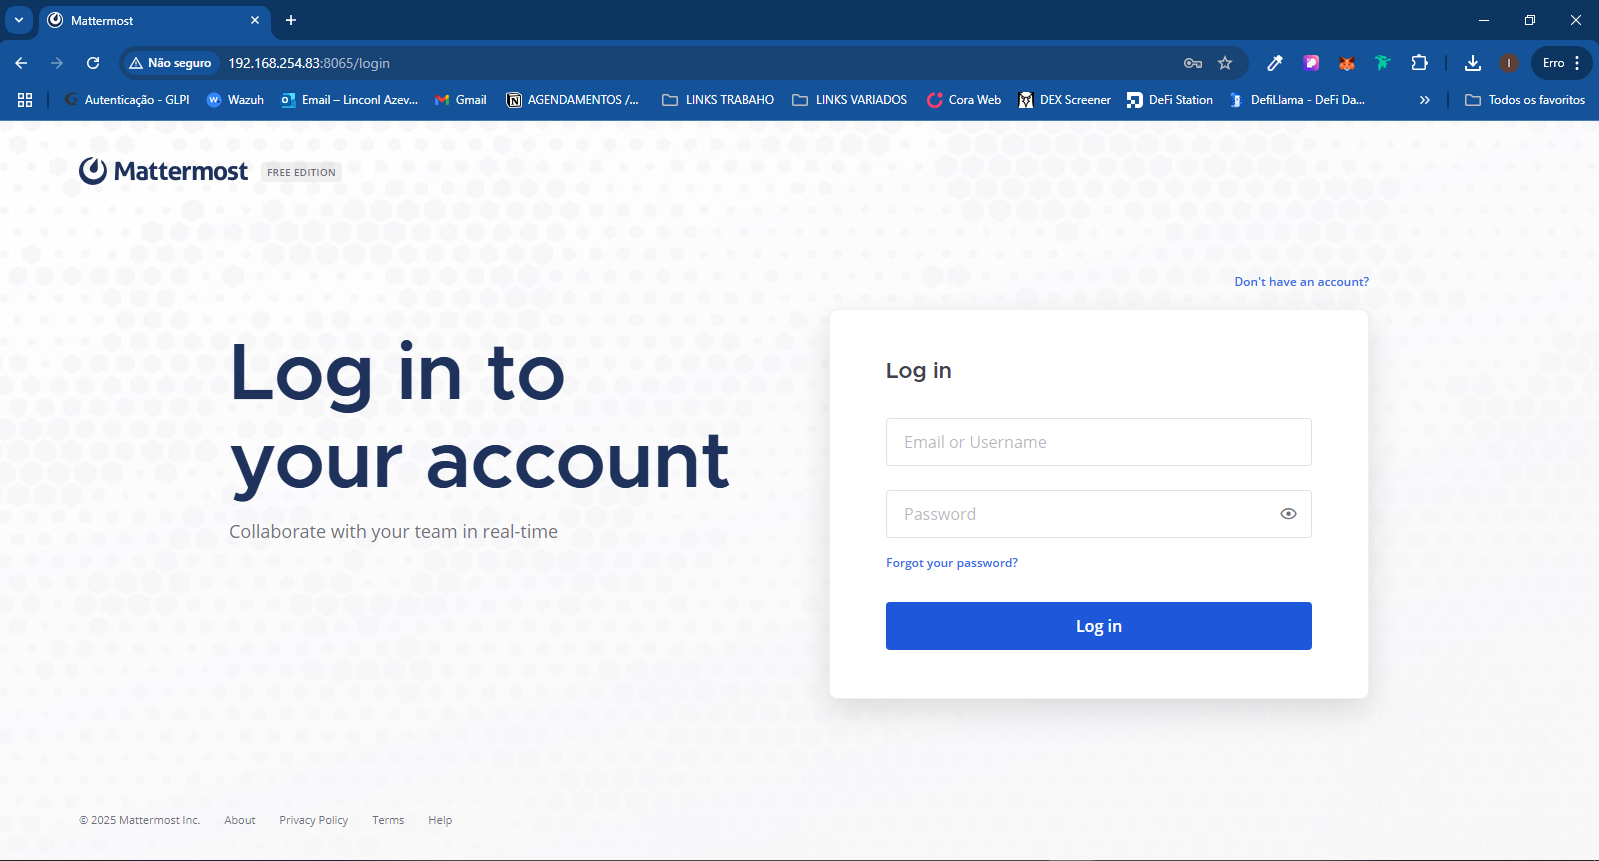 Mattermost
Não seguro
192.168.254.83:8065/login
Erro
Autenticação - GLPI
Wazuh
Email – Linconl Azev...
Gmail
AGENDAMENTOS /...
LINKS TRABAHO
LINKS VARIADOS
Cora Web
DEX Screener
DeFi Station
DefiLlama - DeFi Da...
Todos os favoritos
Mattermost
FREE EDITION
Don't have an account?
Log in to
your account
Collaborate with your team in real-time
Log in
Email or Username
Password
Forgot your password?
Log in
© 2025 Mattermost Inc.
About
Privacy Policy
Terms
Help